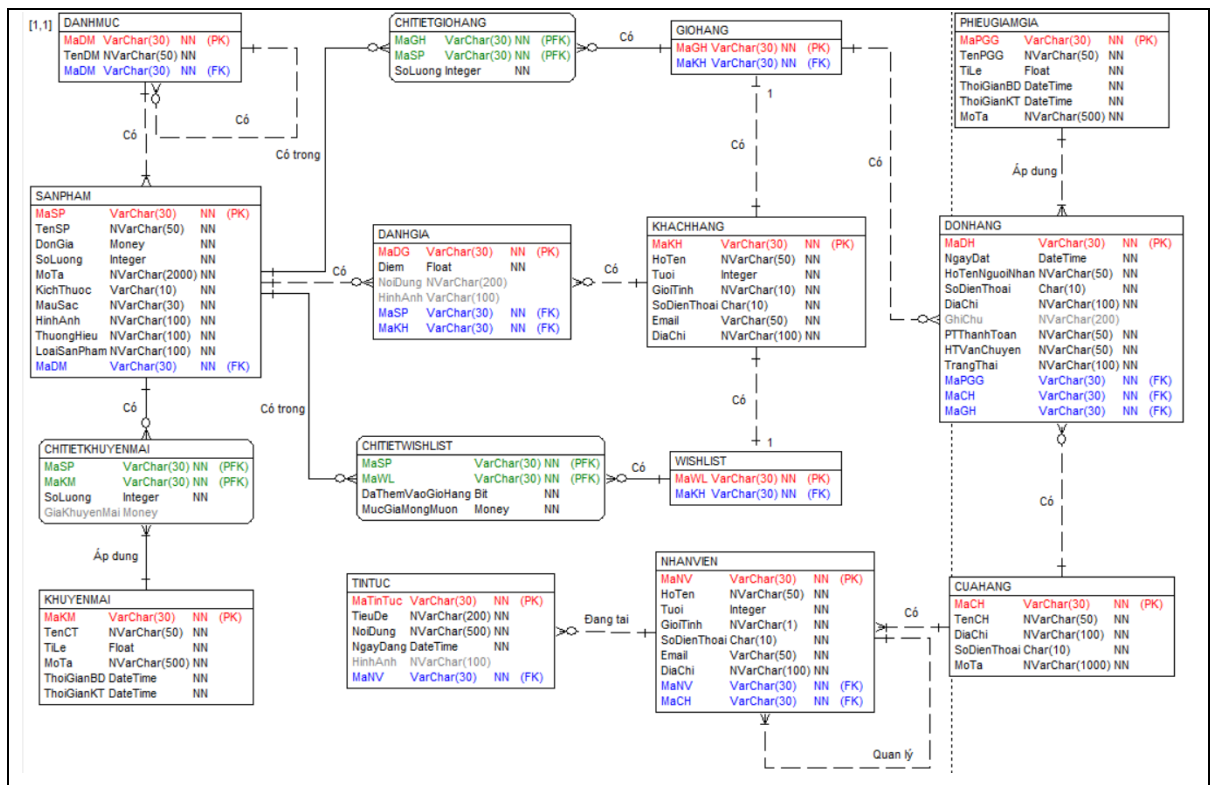 [1,1]
DANHMUC
MaDM VarChar(30) NN (PK)
TenDM NVarChar(50) NN
MaDM VarChar(30) NN (FK)
Có
Có
Có trong
CHITIETGIOHANG
MaGH VarChar(30) NN (PFK)
MaSP VarChar(30) NN (PFK)
SoLuong Integer NN
Có
GIOHANG
MaGH VarChar(30) NN (PK)
MaKH VarChar(30) NN (FK)
1
Có
Có
PHIEUGIAMGIA
MaPGG VarChar(30) NN (PK)
TenPGG NVarChar(50) NN
TiLe Float NN
ThoiGianBD DateTime NN
ThoiGianKT DateTime NN
MoTa NVarChar(500) NN
Áp dung
SANPHAM
MaSP VarChar(30) NN (PK)
TenSP NVarChar(50) NN
DonGia Money NN
SoLuong Integer NN
MoTa NVarChar(2000) NN
KichThuoc VarChar(10) NN
MauSac NVarChar(30) NN
HinhAnh NVarChar(100) NN
ThuongHieu NVarChar(100) NN
LoaiSanPham NVarChar(100) NN
MaDM VarChar(30) NN (FK)
Có
DANHGIA
MaDG VarChar(30) NN (PK)
Diem Float NN
NoiDung NVarChar(200)
HinhAnh VarChar(100)
MaSP VarChar(30) NN (FK)
MaKH VarChar(30) NN (FK)
Có
KHACHHANG
MaKH VarChar(30) NN (PK)
HoTen NVarChar(50) NN
Tuoi Integer NN
GioiTinh NVarChar(10) NN
SoDienThoai Char(10) NN
Email VarChar(50) NN
DiaChi NVarChar(100) NN
DONHANG
MaDH VarChar(30) NN (PK)
NgayDat DateTime NN
HoTenNguoiNhan NVarChar(50) NN
SoDienThoai Char(10) NN
DiaChi NVarChar(100) NN
GhiChu NVarChar(200)
PTThanhToan NVarChar(50) NN
HTVanChuyen NVarChar(50) NN
TrangThai NVarChar(100) NN
MaPGG VarChar(30) NN (FK)
MaCH VarChar(30) NN (FK)
MaGH VarChar(30) NN (FK)
Có
Có trong
Có
1
CHITIETKHUYENMAI
MaSP VarChar(30) NN (PFK)
MaKM VarChar(30) NN (PFK)
SoLuong Integer NN
GiaKhuyenMai Money
Áp dung
CHITIETWISHLIST
MaSP VarChar(30) NN (PFK)
MaWL VarChar(30) NN (PFK)
DaThemVaoGioHang Bit NN
MucGiaMongMuon Money NN
Có
WISHLIST
MaWL VarChar(30) NN (PK)
MaKH VarChar(30) NN (FK)
Có
KHUYENMAI
MaKM VarChar(30) NN (PK)
TenCT NVarChar(50) NN
TiLe Float NN
MoTa NVarChar(500) NN
ThoiGianBD DateTime NN
ThoiGianKT DateTime NN
TINTUC
MaTinTuc VarChar(30) NN (PK)
TieuDe NVarChar(200) NN
NoiDung NVarChar(500) NN
NgayDang DateTime NN
HinhAnh NVarChar(100)
MaNV VarChar(30) NN (FK)
Đang tai
NHANVIEN
MaNV VarChar(30) NN (PK)
HoTen NVarChar(50) NN
Tuoi Integer NN
GioiTinh NVarChar(1) NN
SoDienThoai Char(10) NN
Email VarChar(50) NN
DiaChi NVarChar(100) NN
MaNV VarChar(30) NN (FK)
MaCH VarChar(30) NN (FK)
Có
Quan lý
CUAHANG
MaCH VarChar(30) NN (PK)
TenCH NVarChar(50) NN
DiaChi NVarChar(100) NN
SoDienThoai Char(10) NN
MoTa NVarChar(1000) NN